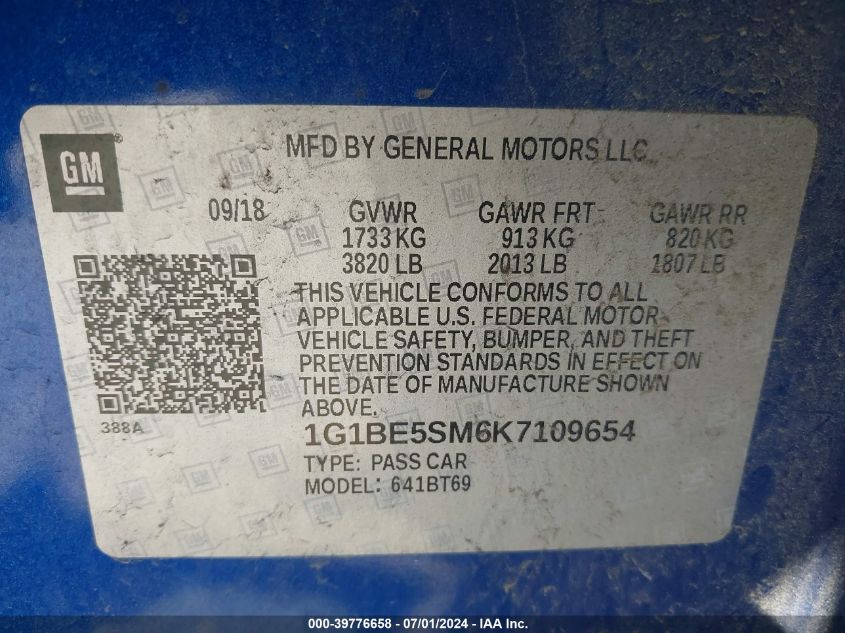 GM
MFD BY GENERAL MOTORS LLC
09/18 GVWR GAWR FRT GAWR RR
1733 KG 913 KG 820 KG
3820 LB 2013 LB 1807 LB
THIS VEHICLE CONFORMS TO ALL
APPLICABLE U.S. FEDERAL MOTOR
VEHICLE SAFETY, BUMPER, AND THEFT
PREVENTION STANDARDS IN EFFECT ON
THE DATE OF MANUFACTURE SHOWN
ABOVE.
388A
1G1BE5SM6K7109654
TYPE: PASS CAR
MODEL: 641BT69
000-39776658 - 07/01/2024 - IAA Inc.